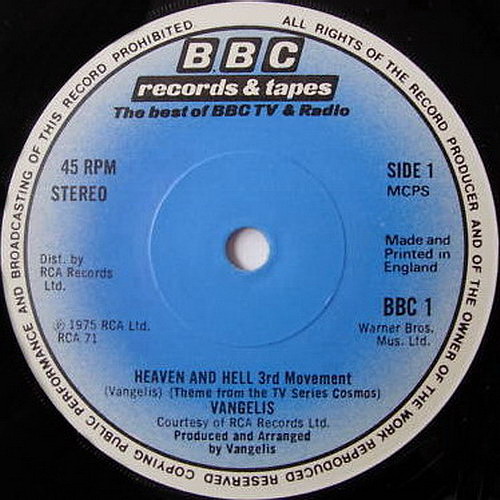 ALL RIGHTS OF THE RECORD PRODUCER AND OF THE OWNER OF THE WORK REPRODUCED RESERVED COPYING PUBLIC PERFORMANCE AND BROADCASTING OF THIS RECORD PROHIBITED
BBC
records & tapes
The best of BBC TV & Radio
45 RPM
STEREO
SIDE 1
MCPS
Dist. by
RCA Records
Ltd.
Made and
Printed in
England
℗ 1975 RCA Ltd.
RCA 71
BBC 1
Warner Bros.
Mus. Ltd.
HEAVEN AND HELL 3rd Movement
(Vangelis) (Theme from the TV Series Cosmos)
VANGELIS
Courtesy of RCA Records Ltd.
Produced and Arranged
by Vangelis